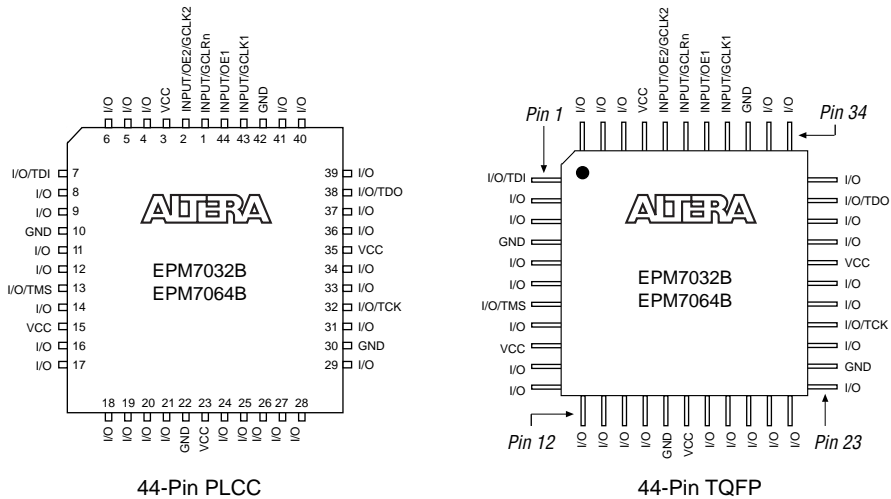 I/O
I/O
I/O
VCC
INPUT/OE2/GCLK2
INPUT/GCLRn
INPUT/OE1
INPUT/GCLK1
GND
I/O
I/O
6 5 4 3 2 1 44 43 42 41 40
I/O/TDI 7
I/O 8
I/O 9
GND 10
I/O 11
I/O 12
I/O/TMS 13
I/O 14
VCC 15
I/O 16
I/O 17
ALTERA
EPM7032B
EPM7064B
39 I/O
38 I/O/TDO
37 I/O
36 I/O
35 VCC
34 I/O
33 I/O
32 I/O/TCK
31 I/O
30 GND
29 I/O
18 19 20 21 22 23 24 25 26 27 28
I/O
I/O
I/O
I/O
GND
VCC
I/O
I/O
I/O
I/O
I/O
44-Pin PLCC
Pin 1
I/O
I/O
I/O
VCC
INPUT/OE2/GCLK2
INPUT/GCLRn
INPUT/OE1
INPUT/GCLK1
GND
I/O
I/O
Pin 34
I/O/TDI
I/O
I/O
GND
I/O
I/O
I/O/TMS
I/O
VCC
I/O
I/O
ALTERA
EPM7032B
EPM7064B
I/O
I/O/TDO
I/O
I/O
VCC
I/O
I/O
I/O/TCK
I/O
GND
I/O
Pin 12
I/O
I/O
I/O
I/O
GND
VCC
I/O
I/O
I/O
I/O
I/O
Pin 23
44-Pin TQFP